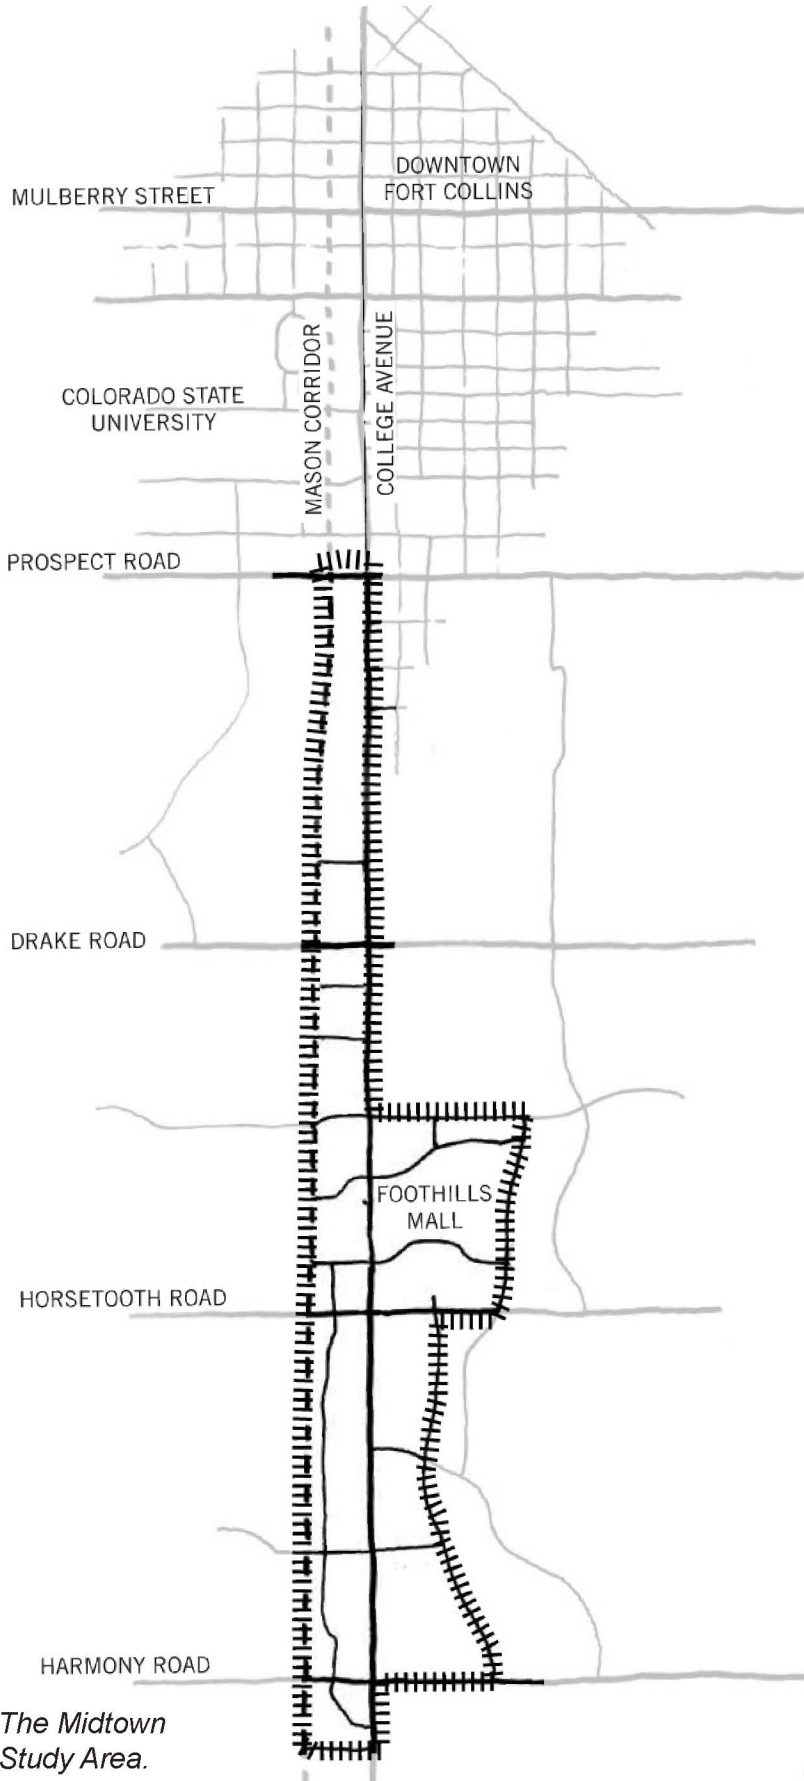 DOWNTOWN
FORT COLLINS
MULBERRY STREET
MASON CORRIDOR
COLLEGE AVENUE
COLORADO STATE
UNIVERSITY
PROSPECT ROAD
DRAKE ROAD
FOOTHILLS
MALL
HORSETOOTH ROAD
HARMONY ROAD
The Midtown
Study Area.